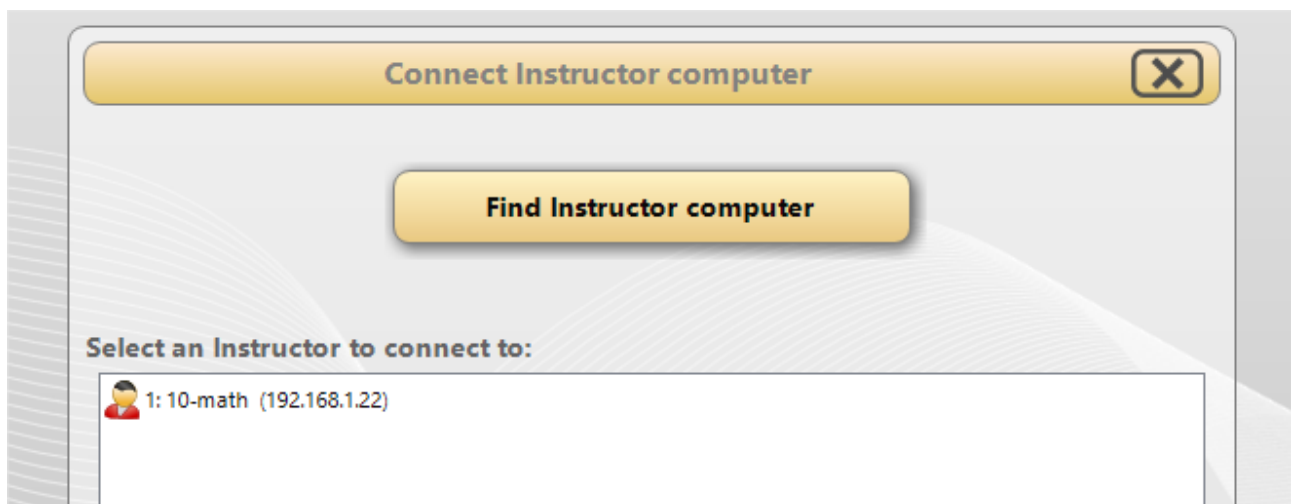 Connect Instructor computer
Find Instructor computer
Select an Instructor to connect to:
1: 10-math (192.168.1.22)